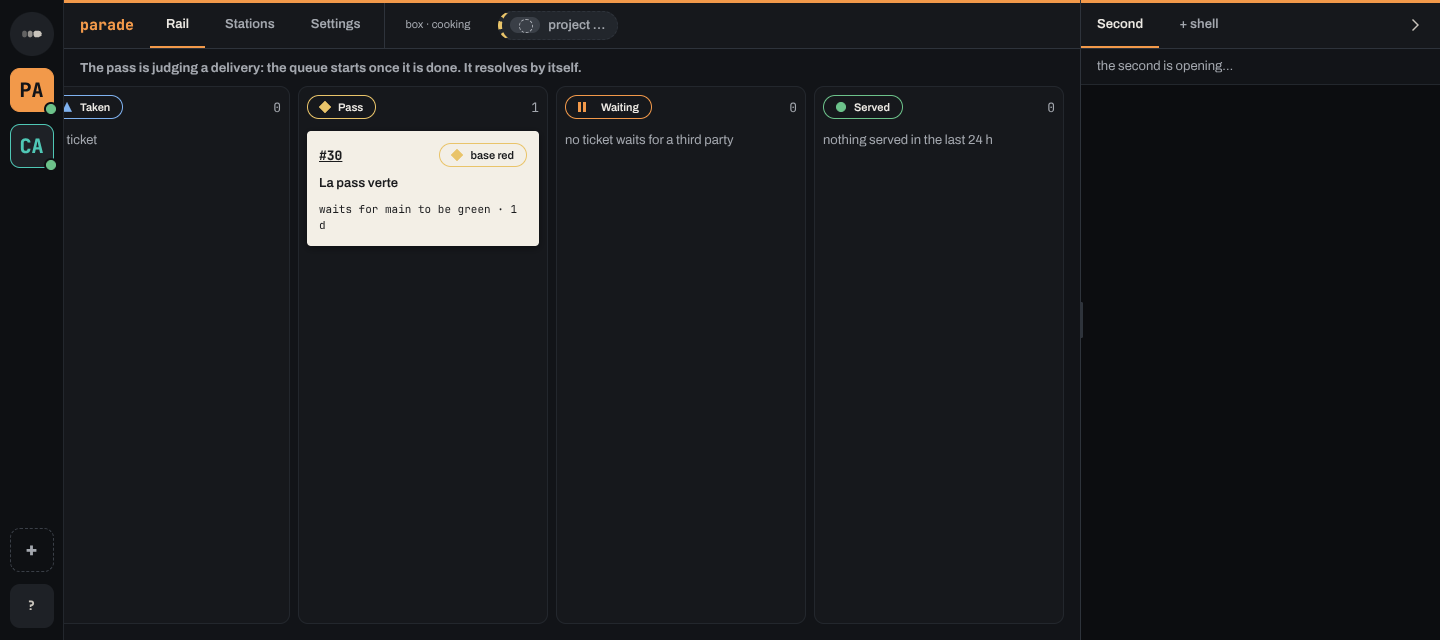 parade Rail Stations Settings box · cooking project ... Second + shell
PA
CA
The pass is judging a delivery: the queue starts once it is done. It resolves by itself.
the second is opening...
Taken 0
ticket
Pass 1
#30 base red
La pass verte
waits for main to be green · 1
d
Waiting 0
no ticket waits for a third party
Served 0
nothing served in the last 24 h
+
?